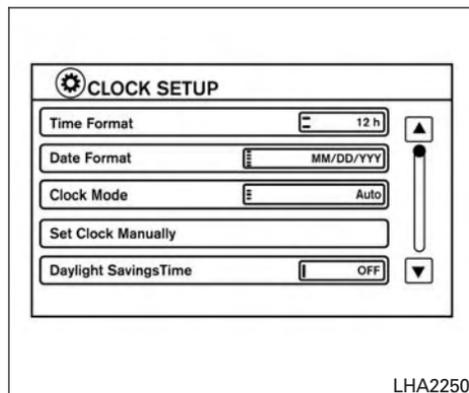 CLOCK SETUP
Time Format 12 h
Date Format MM/DD/YYY
Clock Mode Auto
Set Clock Manually
Daylight SavingsTime OFF
LHA2250